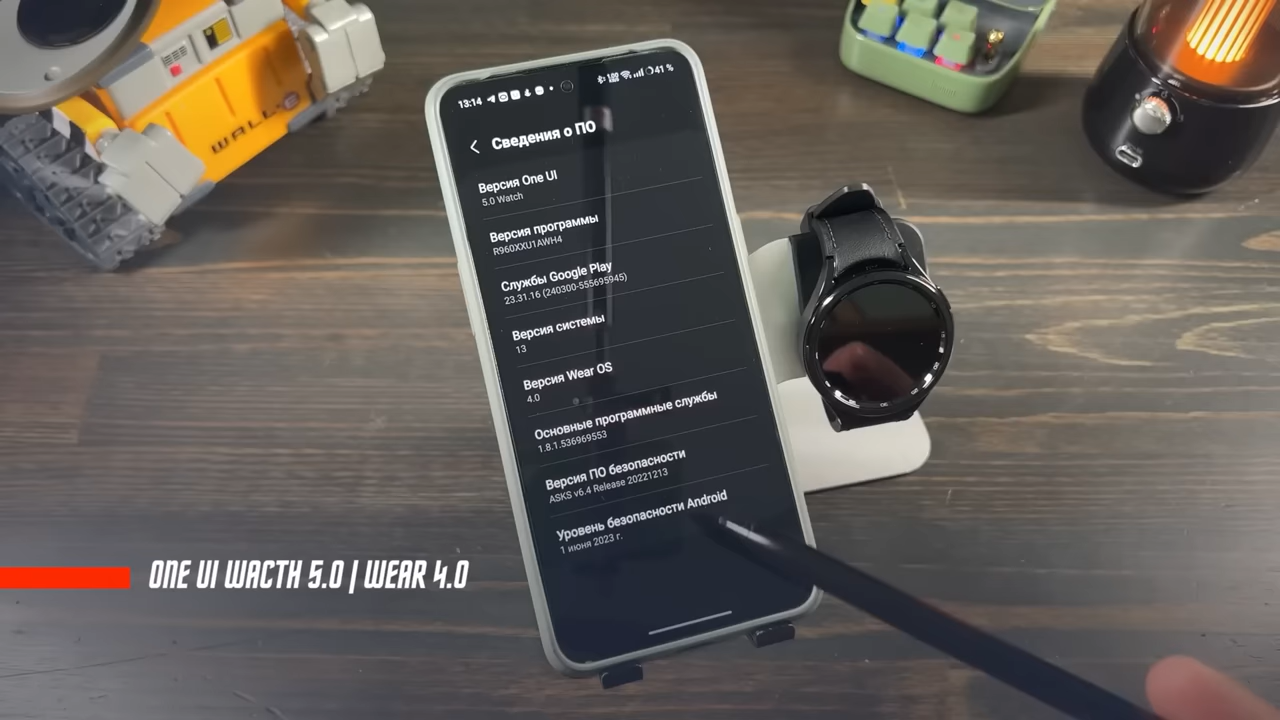 WALL•E
13:14
41 %
Сведения о ПО
Версия One UI
5.0 Watch
Версия программы
R960XXU1AWH4
Службы Google Play
23.31.16 (240300-555695945)
Версия системы
13
Версия Wear OS
4.0
Основные программные службы
1.8.1.536969553
Версия ПО безопасности
ASKS v6.4 Release 20221213
Уровень безопасности Android
1 июня 2023 г.
ONE UI WACTH 5.0 | WEAR 4.0